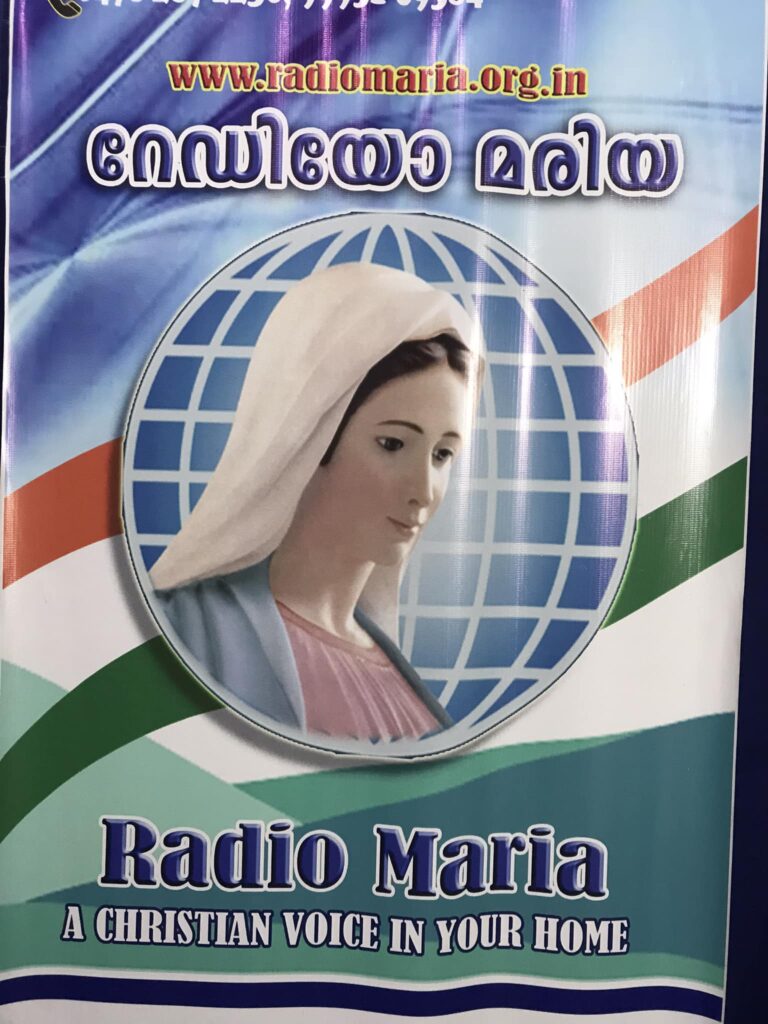 www.radiomaria.org.in
റേഡിയോ മരിയ
Radio Maria
A CHRISTIAN VOICE IN YOUR HOME